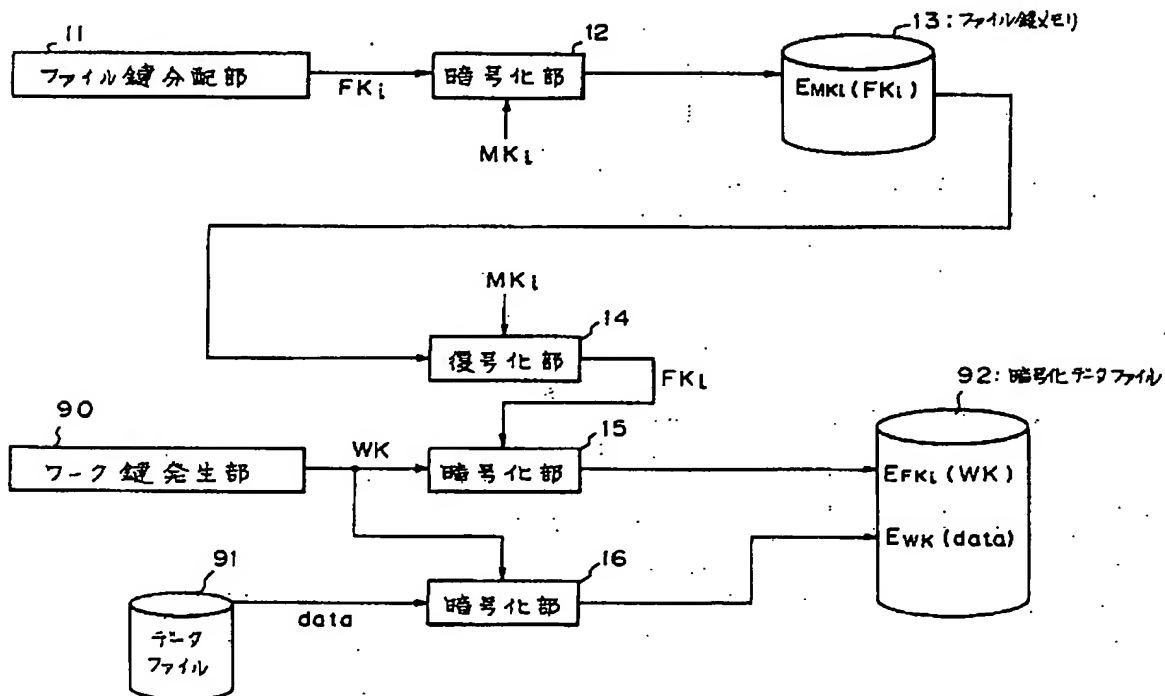 11
12
13:ファイル鍵メモリ
ファイル鍵分配部
FKi
暗号化部
EMKi(FKi)
MKi
MKi
14
復号化部
FKi
92:暗号化データファイル
90
15
WK
ワーク鍵発生部
暗号化部
EFKi(WK)
EWK(data)
91
16
暗号化部
data
データ
ファイル